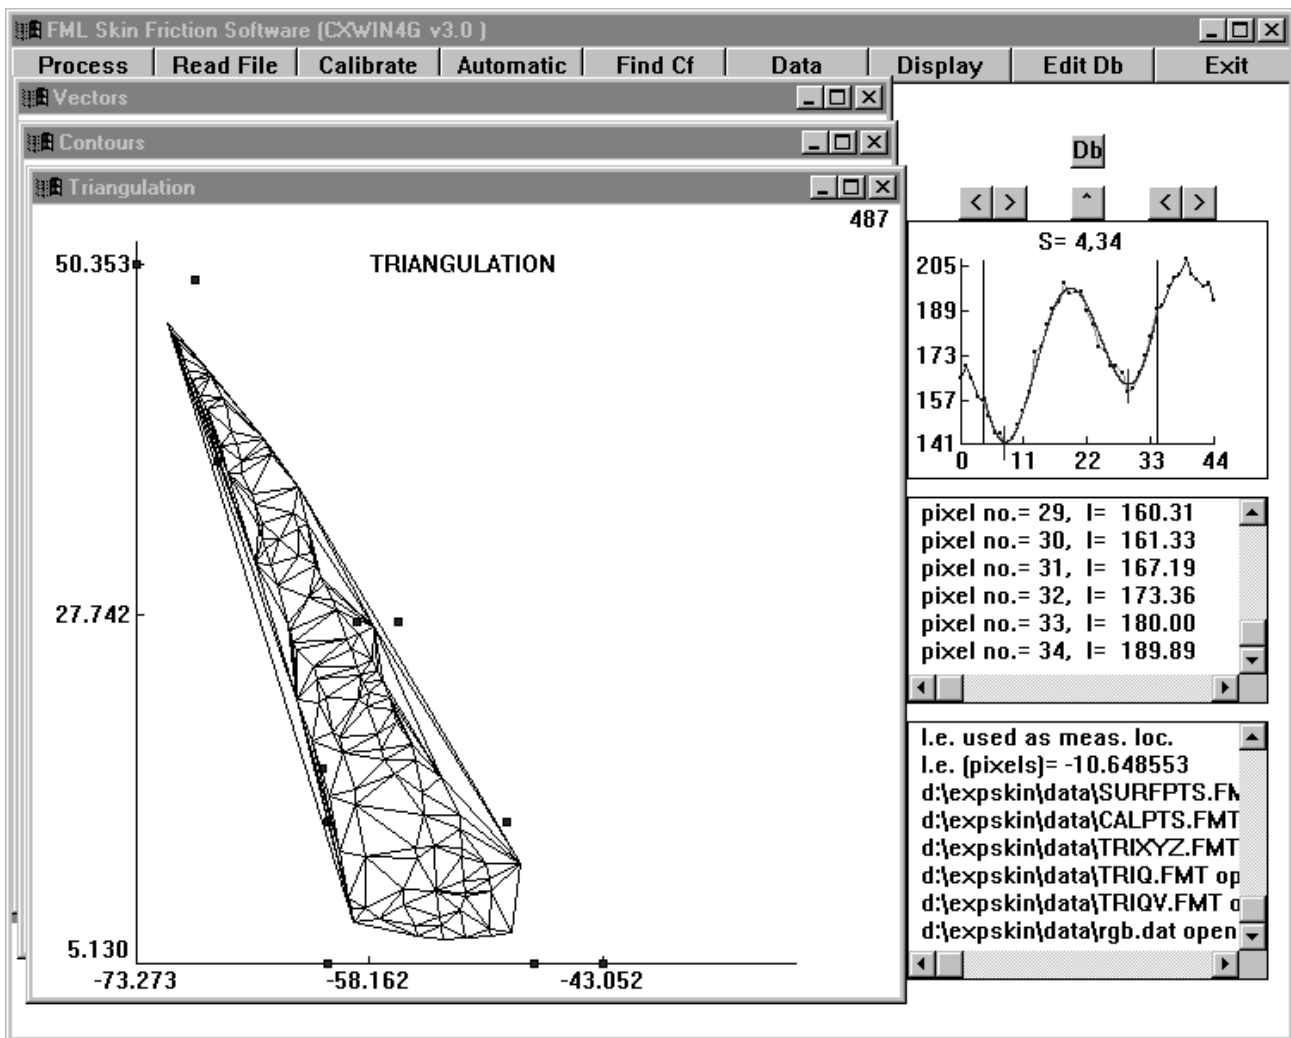 FML Skin Friction Software (CXWIN4G v3.0 )
Process Read File Calibrate Automatic Find Cf Data Display Edit Db Exit
Vectors
Contours
Triangulation
487
TRIANGULATION
50.353
27.742
5.130
-73.273 -58.162 -43.052
Db
< > ^ < >
S= 4,34
205
189
173
157
141
0 11 22 33 44
pixel no.= 29, I= 160.31
pixel no.= 30, I= 161.33
pixel no.= 31, I= 167.19
pixel no.= 32, I= 173.36
pixel no.= 33, I= 180.00
pixel no.= 34, I= 189.89
l.e. used as meas. loc.
l.e. (pixels)= -10.648553
d:\expskin\data\SURFPTS.FM
d:\expskin\data\CALPTS.FMT
d:\expskin\data\TRIXYZ.FMT
d:\expskin\data\TRIQ.FMT op
d:\expskin\data\TRIQV.FMT o
d:\expskin\data\rgb.dat open